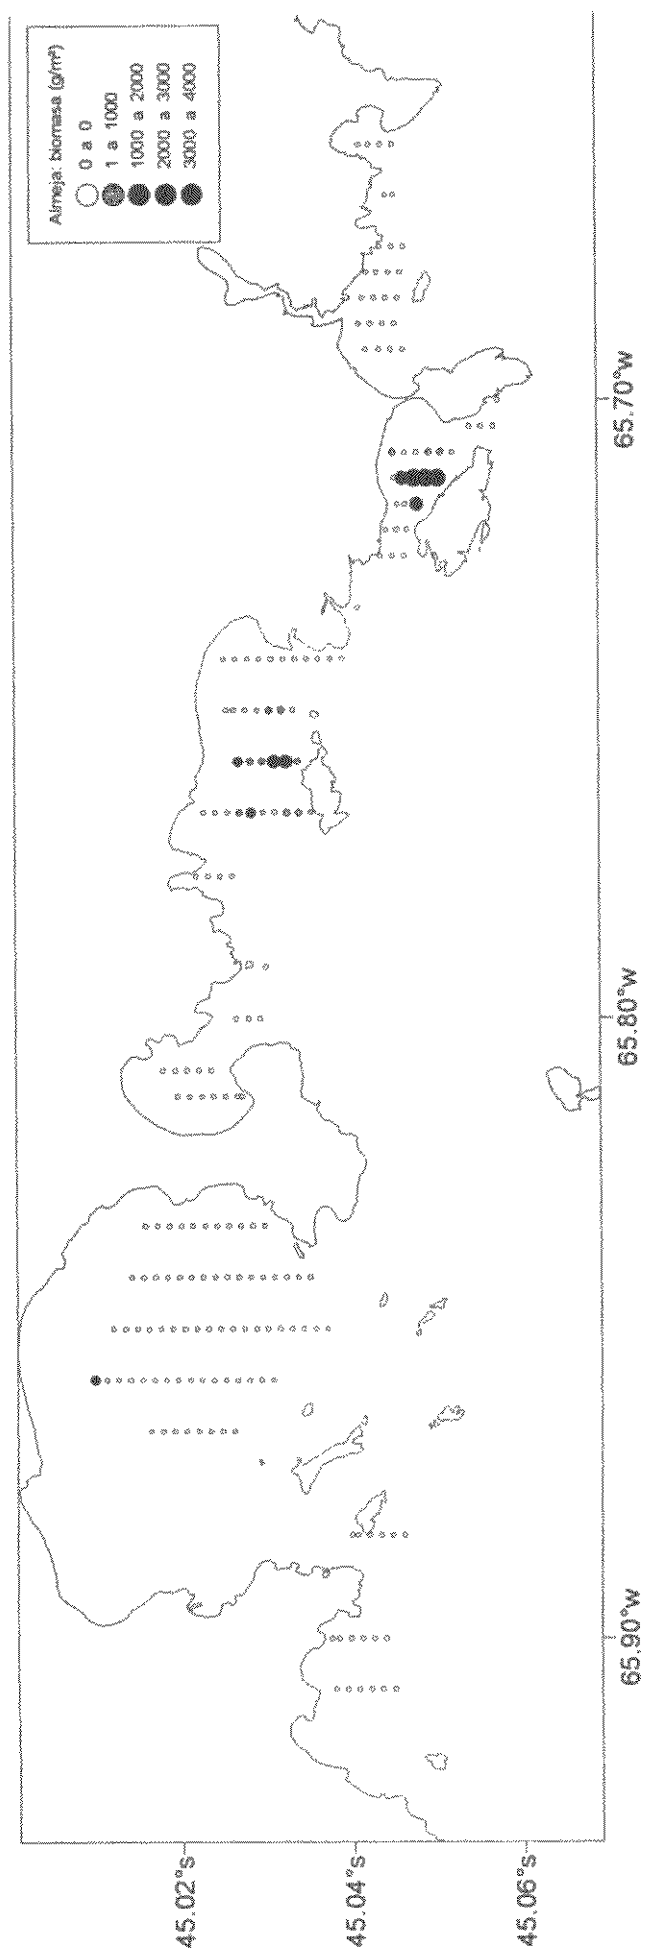 Almeja: biomasa (g/m²)
0 a 0
1 a 1000
1000 a 2000
2000 a 3000
3000 a 4000
45.02°s
45.04°s
45.06°s
65.90°w
65.80°w
65.70°w